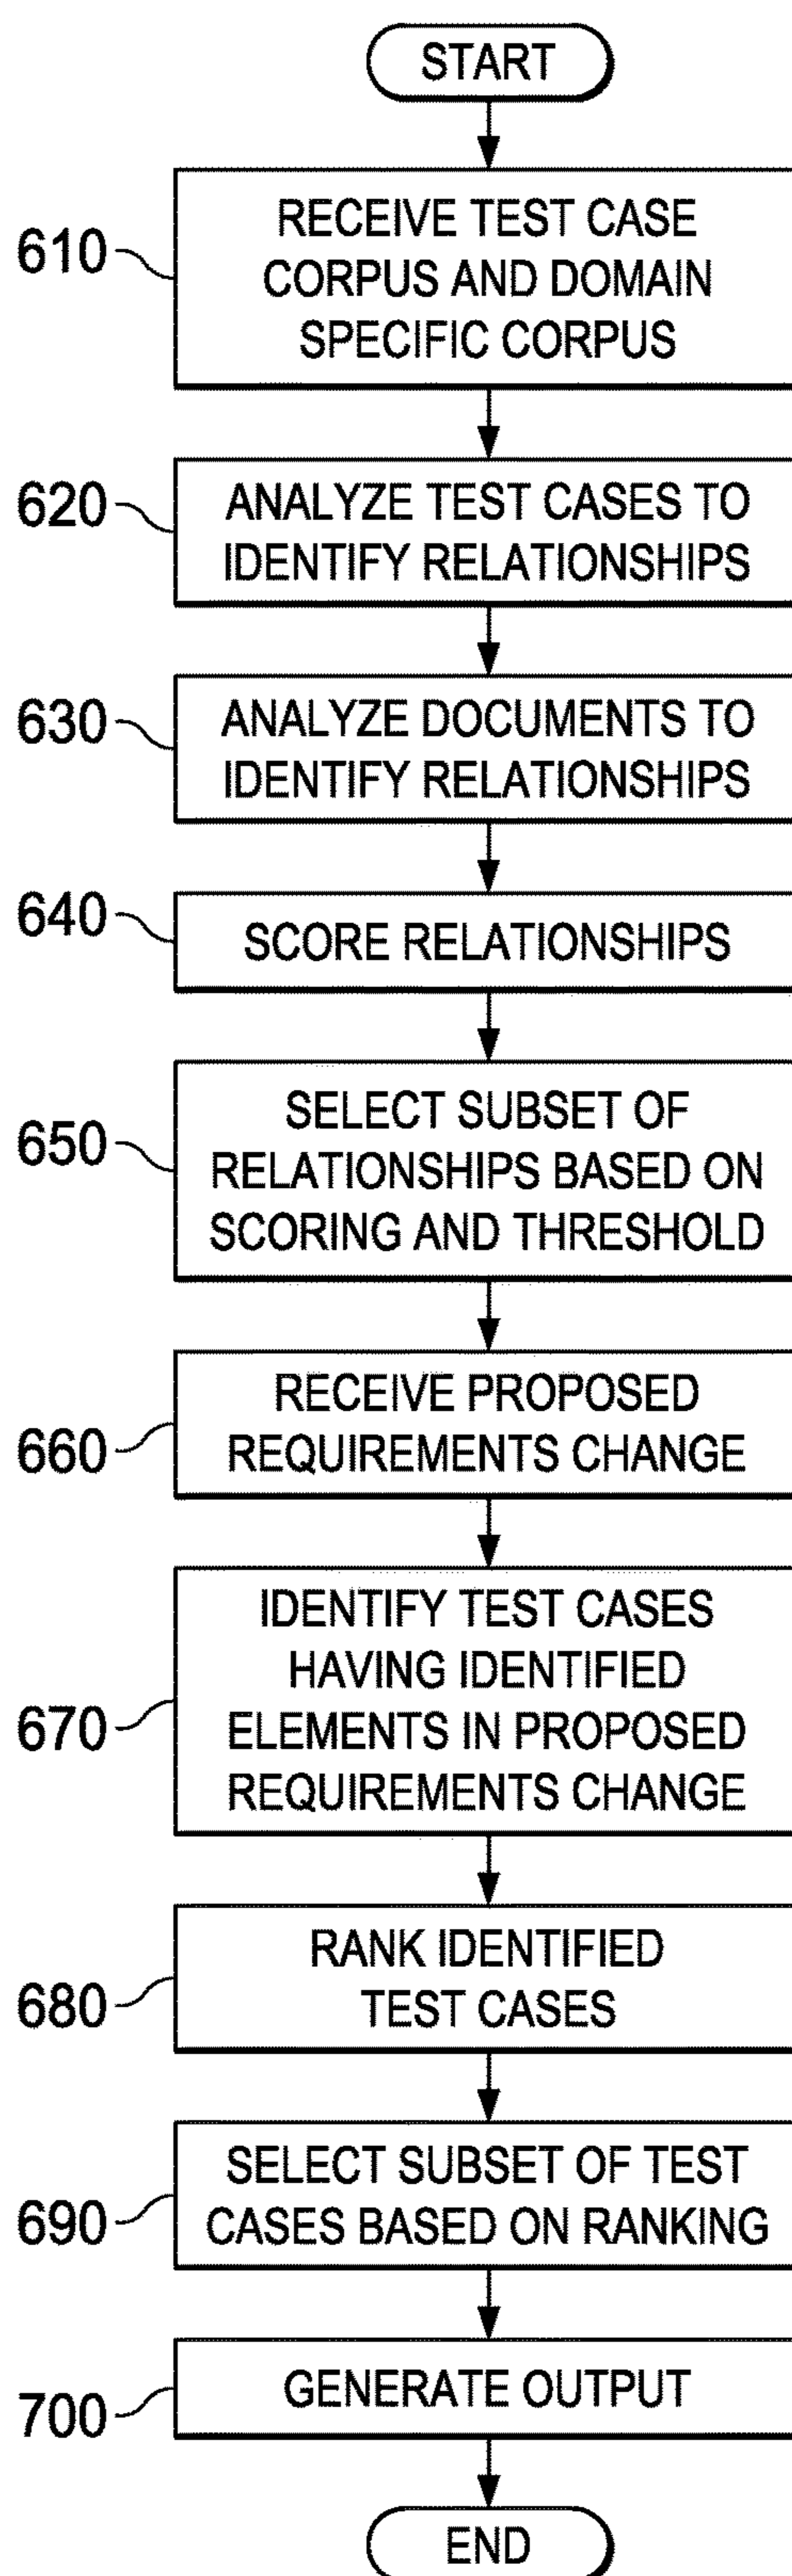 START
610
RECEIVE TEST CASE
CORPUS AND DOMAIN
SPECIFIC CORPUS
620
ANALYZE TEST CASES TO
IDENTIFY RELATIONSHIPS
630
ANALYZE DOCUMENTS TO
IDENTIFY RELATIONSHIPS
640
SCORE RELATIONSHIPS
650
SELECT SUBSET OF
RELATIONSHIPS BASED ON
SCORING AND THRESHOLD
660
RECEIVE PROPOSED
REQUIREMENTS CHANGE
670
IDENTIFY TEST CASES
HAVING IDENTIFIED
ELEMENTS IN PROPOSED
REQUIREMENTS CHANGE
680
RANK IDENTIFIED
TEST CASES
690
SELECT SUBSET OF TEST
CASES BASED ON RANKING
700
GENERATE OUTPUT
END